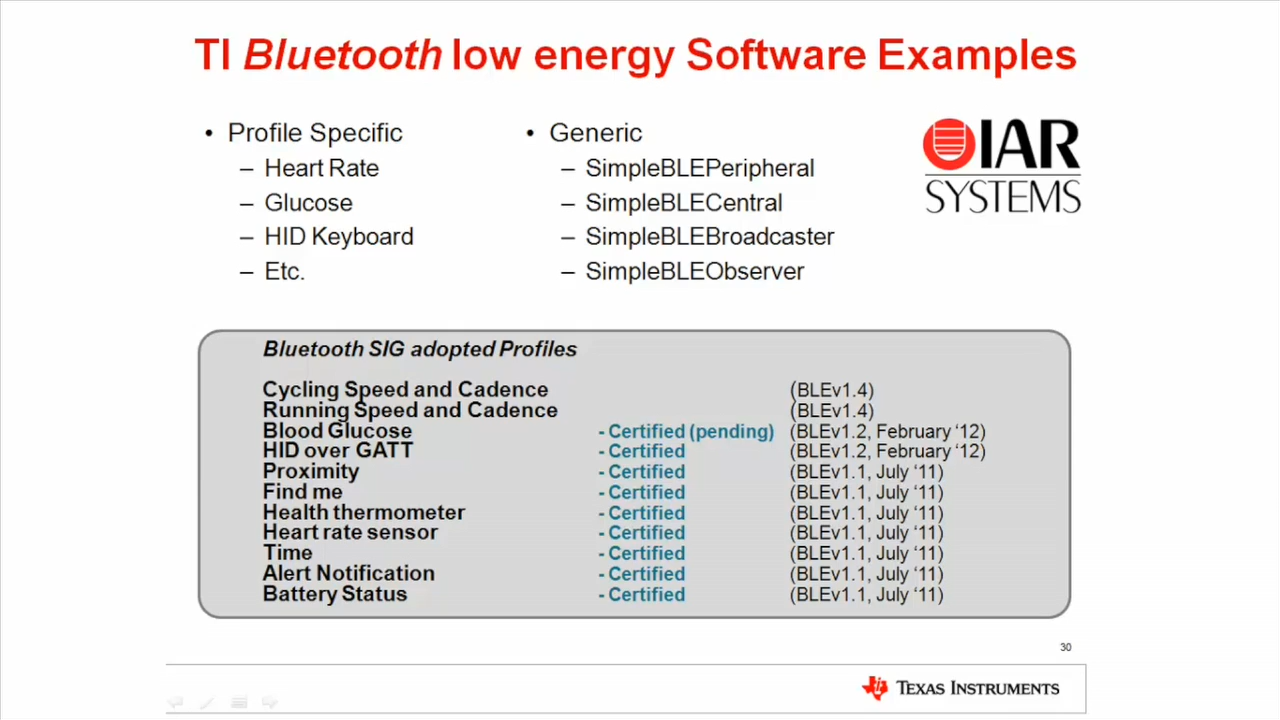 TI Bluetooth low energy Software Examples
• Profile Specific
– Heart Rate
– Glucose
– HID Keyboard
– Etc.
• Generic
– SimpleBLEPeripheral
– SimpleBLECentral
– SimpleBLEBroadcaster
– SimpleBLEObserver
IAR
SYSTEMS
Bluetooth SIG adopted Profiles
Cycling Speed and Cadence (BLEv1.4)
Running Speed and Cadence (BLEv1.4)
Blood Glucose - Certified (pending) (BLEv1.2, February ‘12)
HID over GATT - Certified (BLEv1.2, February ‘12)
Proximity - Certified (BLEv1.1, July ‘11)
Find me - Certified (BLEv1.1, July ‘11)
Health thermometer - Certified (BLEv1.1, July ‘11)
Heart rate sensor - Certified (BLEv1.1, July ‘11)
Time - Certified (BLEv1.1, July ‘11)
Alert Notification - Certified (BLEv1.1, July ‘11)
Battery Status - Certified (BLEv1.1, July ‘11)
30
TEXAS INSTRUMENTS